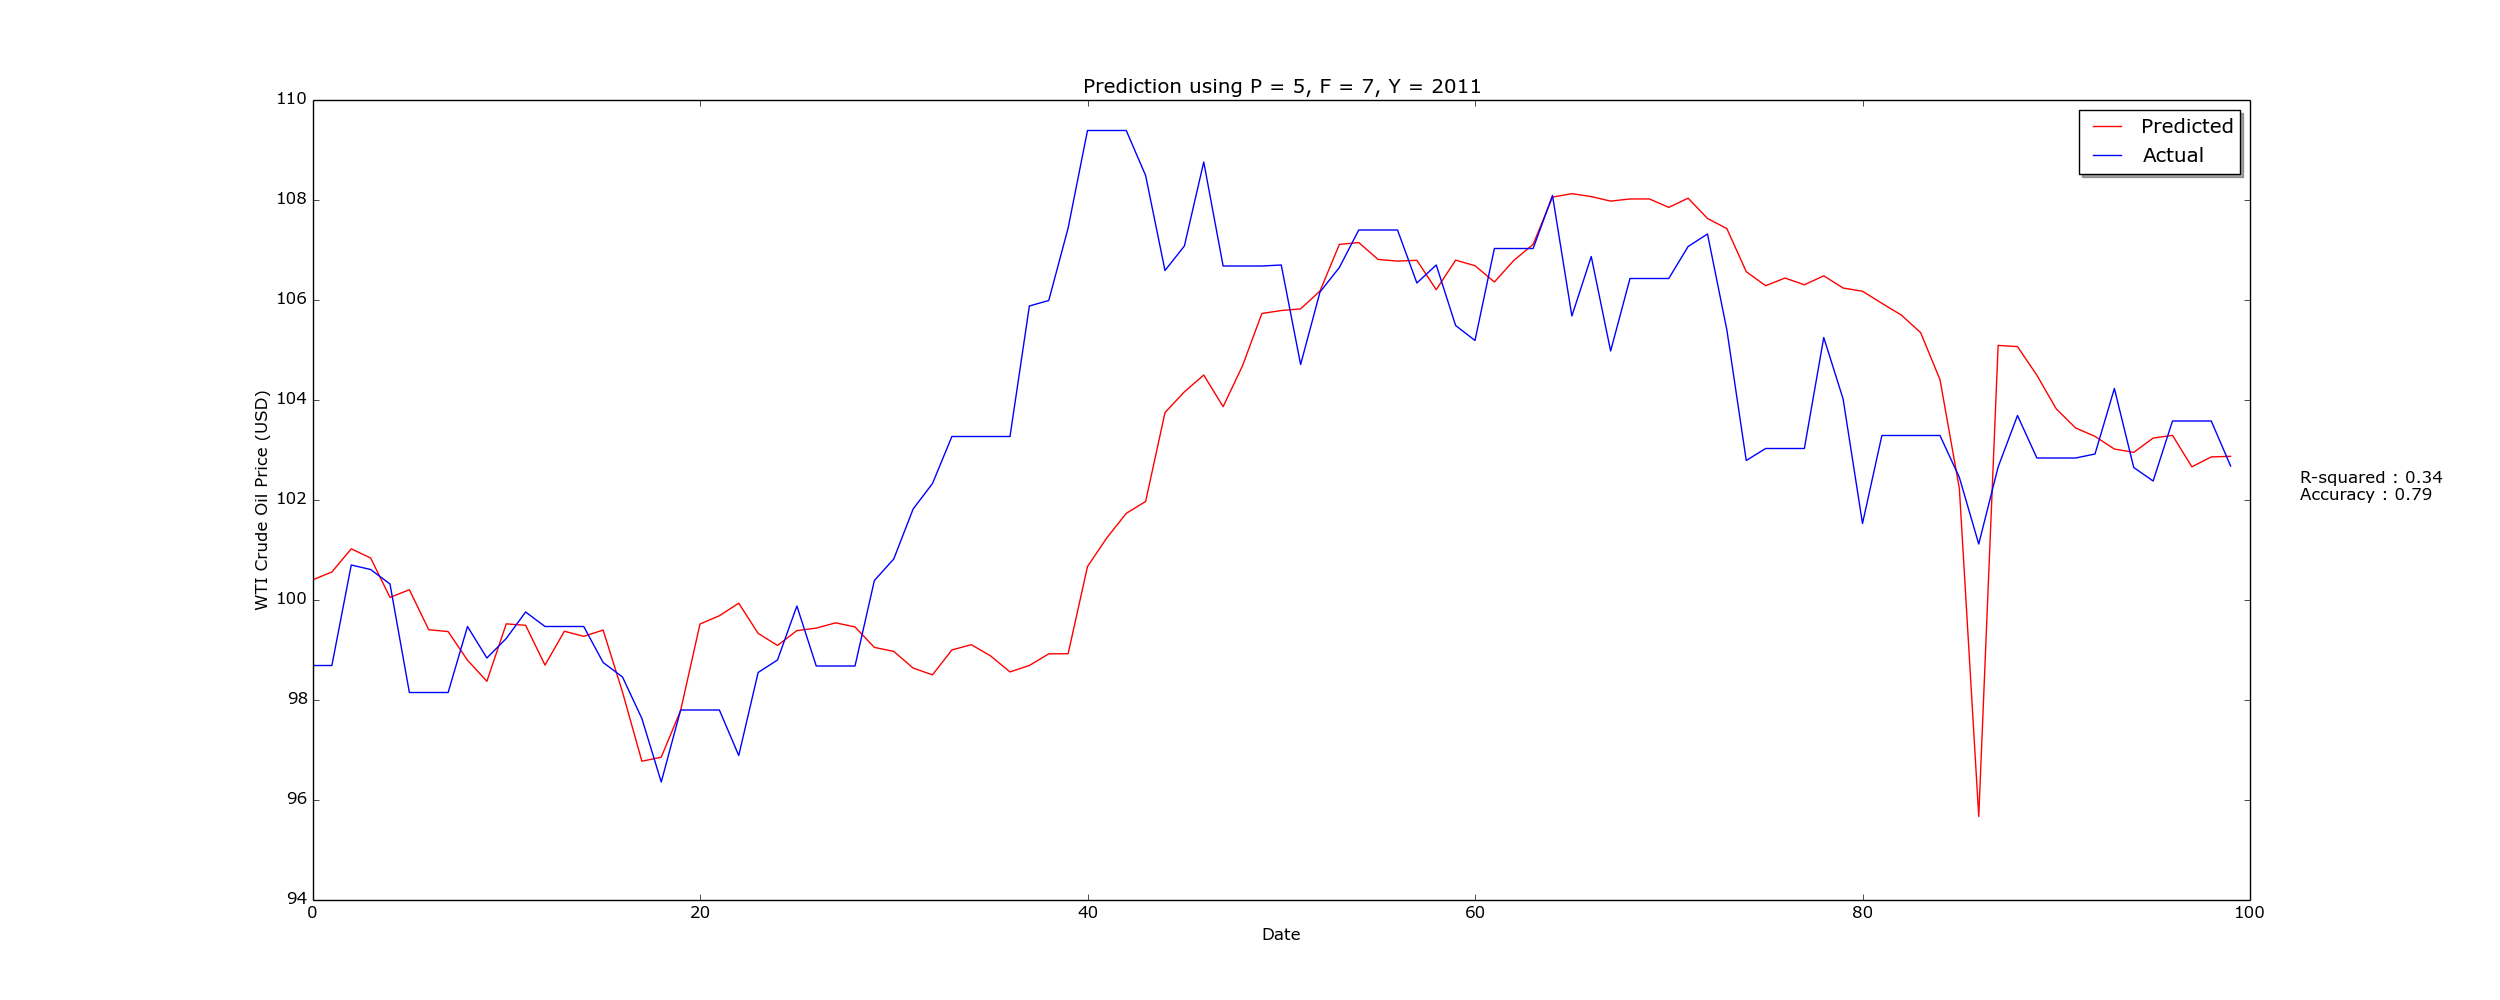 Prediction using P = 5, F = 7, Y = 2011
110
108
106
104
102
100
98
96
94
WTI Crude Oil Price (USD)
Predicted
Actual
R-squared : 0.34
Accuracy : 0.79
0 20 40 60 80 100
Date